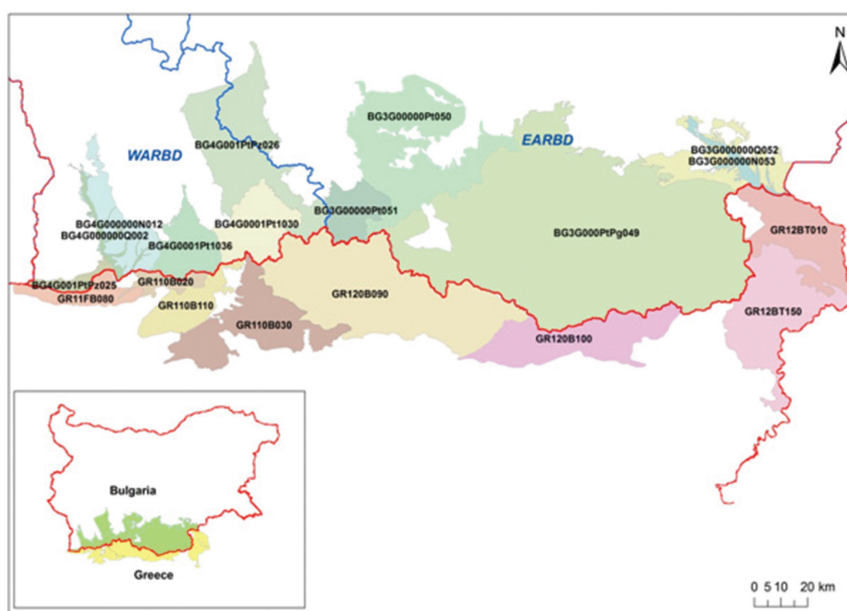 N
BG3G00000Pt050
BG4G001PtPz026
WARBD
EARBD
BG3G000000Q052
BG3G000000N053
BG4G000000N012
BG4G000000Q002
BG4G0001Pt1036
BG4G0001Pt1030
BG3G00000Pt051
BG3G000PtPg049
GR12BT010
BG4G001PtPz025
GR11FB080
GR110B020
GR110B110
GR110B030
GR120B090
GR120B100
GR12BT150
Bulgaria
Greece
0 5 10 20 km